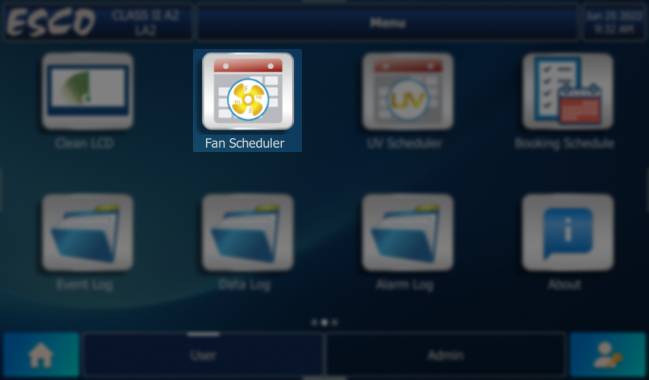 ESCO
CLASS II A2
LA2
Menu
Jun 25 2022
9:32 AM
Clean LCD
Fan Scheduler
UV
UV Scheduler
Booking Schedule
Event Log
Data Log
Alarm Log
About
User
Admin